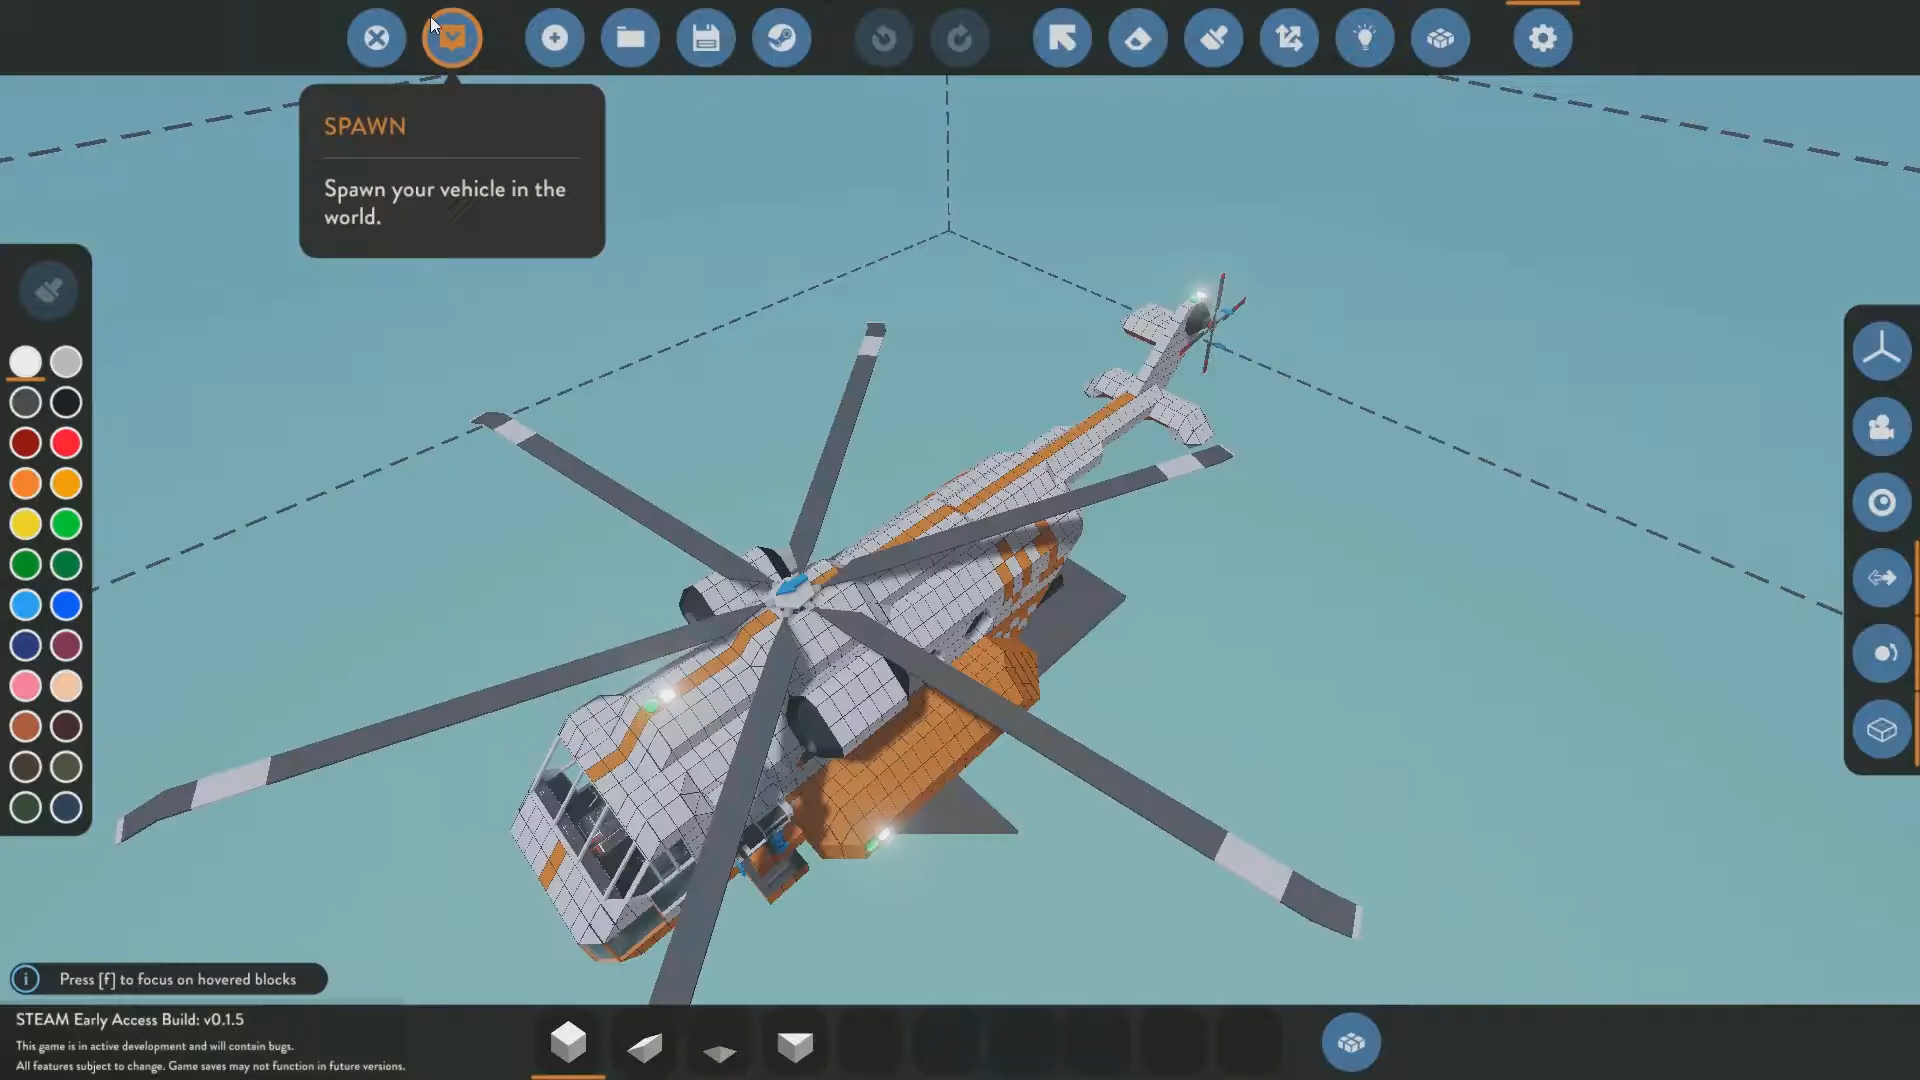 SPAWN
Spawn your vehicle in the
world.
Press [f] to focus on hovered blocks
STEAM Early Access Build: v0.1.5
This game is in active development and will contain bugs.
All features subject to change. Game saves may not function in future versions.